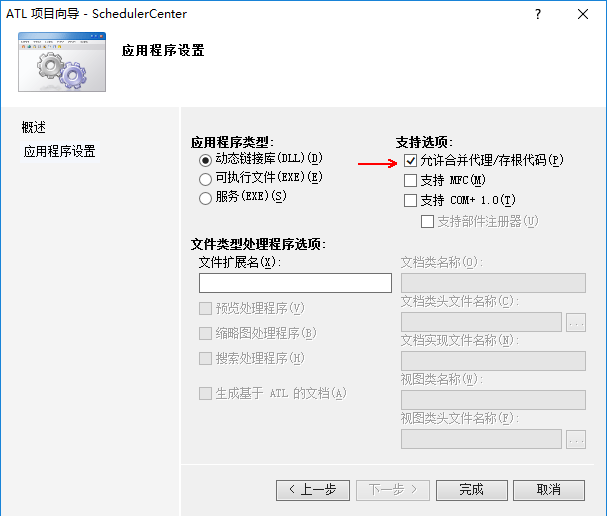 ATL 项目向导 - SchedulerCenter
?
应用程序设置
概述
应用程序设置
应用程序类型:
动态链接库(DLL)(D)
可执行文件(EXE)(E)
服务(EXE)(S)
支持选项:
允许合并代理/存根代码(P)
支持 MFC(M)
支持 COM+ 1.0(T)
支持部件注册器(U)
文件类型处理程序选项:
文件扩展名(X):
预览处理程序(V)
缩略图处理程序(B)
搜索处理程序(H)
生成基于 ATL 的文档(A)
文档类名称(O):
文档类头文件名称(C):
...
文档实现文件名称(N):
视图类名称(W):
视图类头文件名称(F):
...
< 上一步
下一步 >
完成
取消